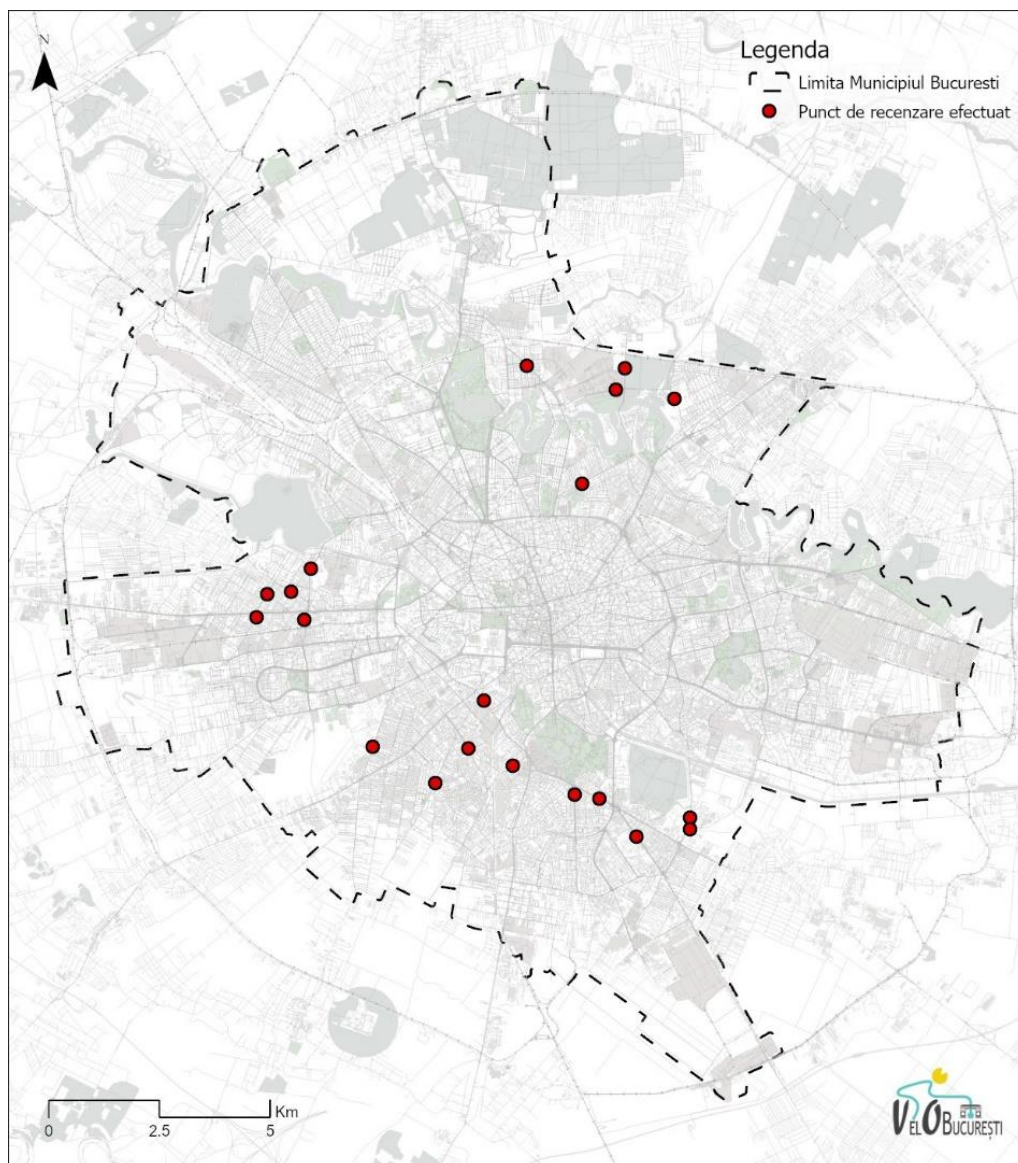 N
Legenda
Limita Municipiul Bucuresti
Punct de recenzare efectuat
Km
0 2.5 5
VELO BUCUREȘTI